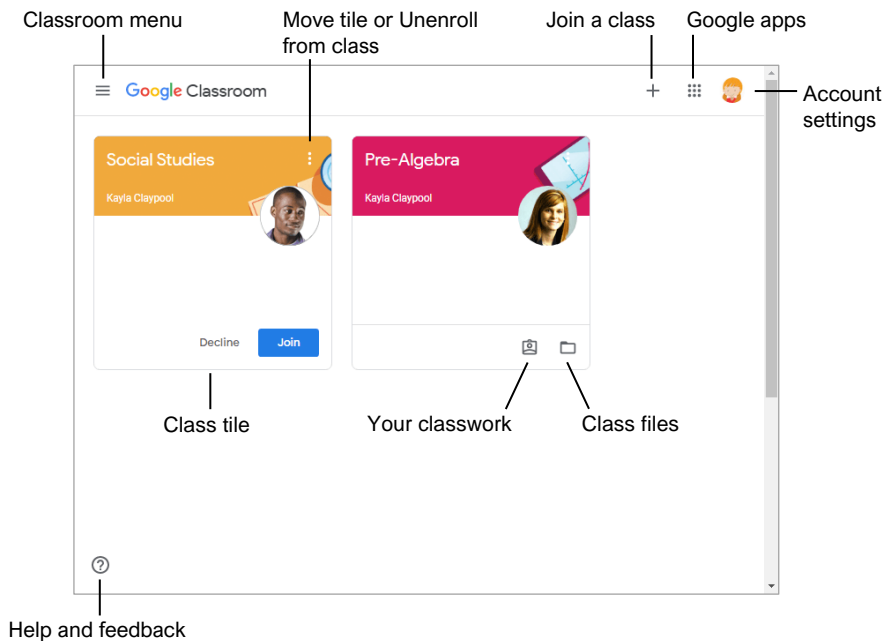 Classroom menu
Move tile or Unenroll
from class
Join a class
Google apps
Google Classroom
Account
settings
Social Studies
Kayla Claypool
Pre-Algebra
Kayla Claypool
Decline
Join
Class tile
Your classwork
Class files
Help and feedback